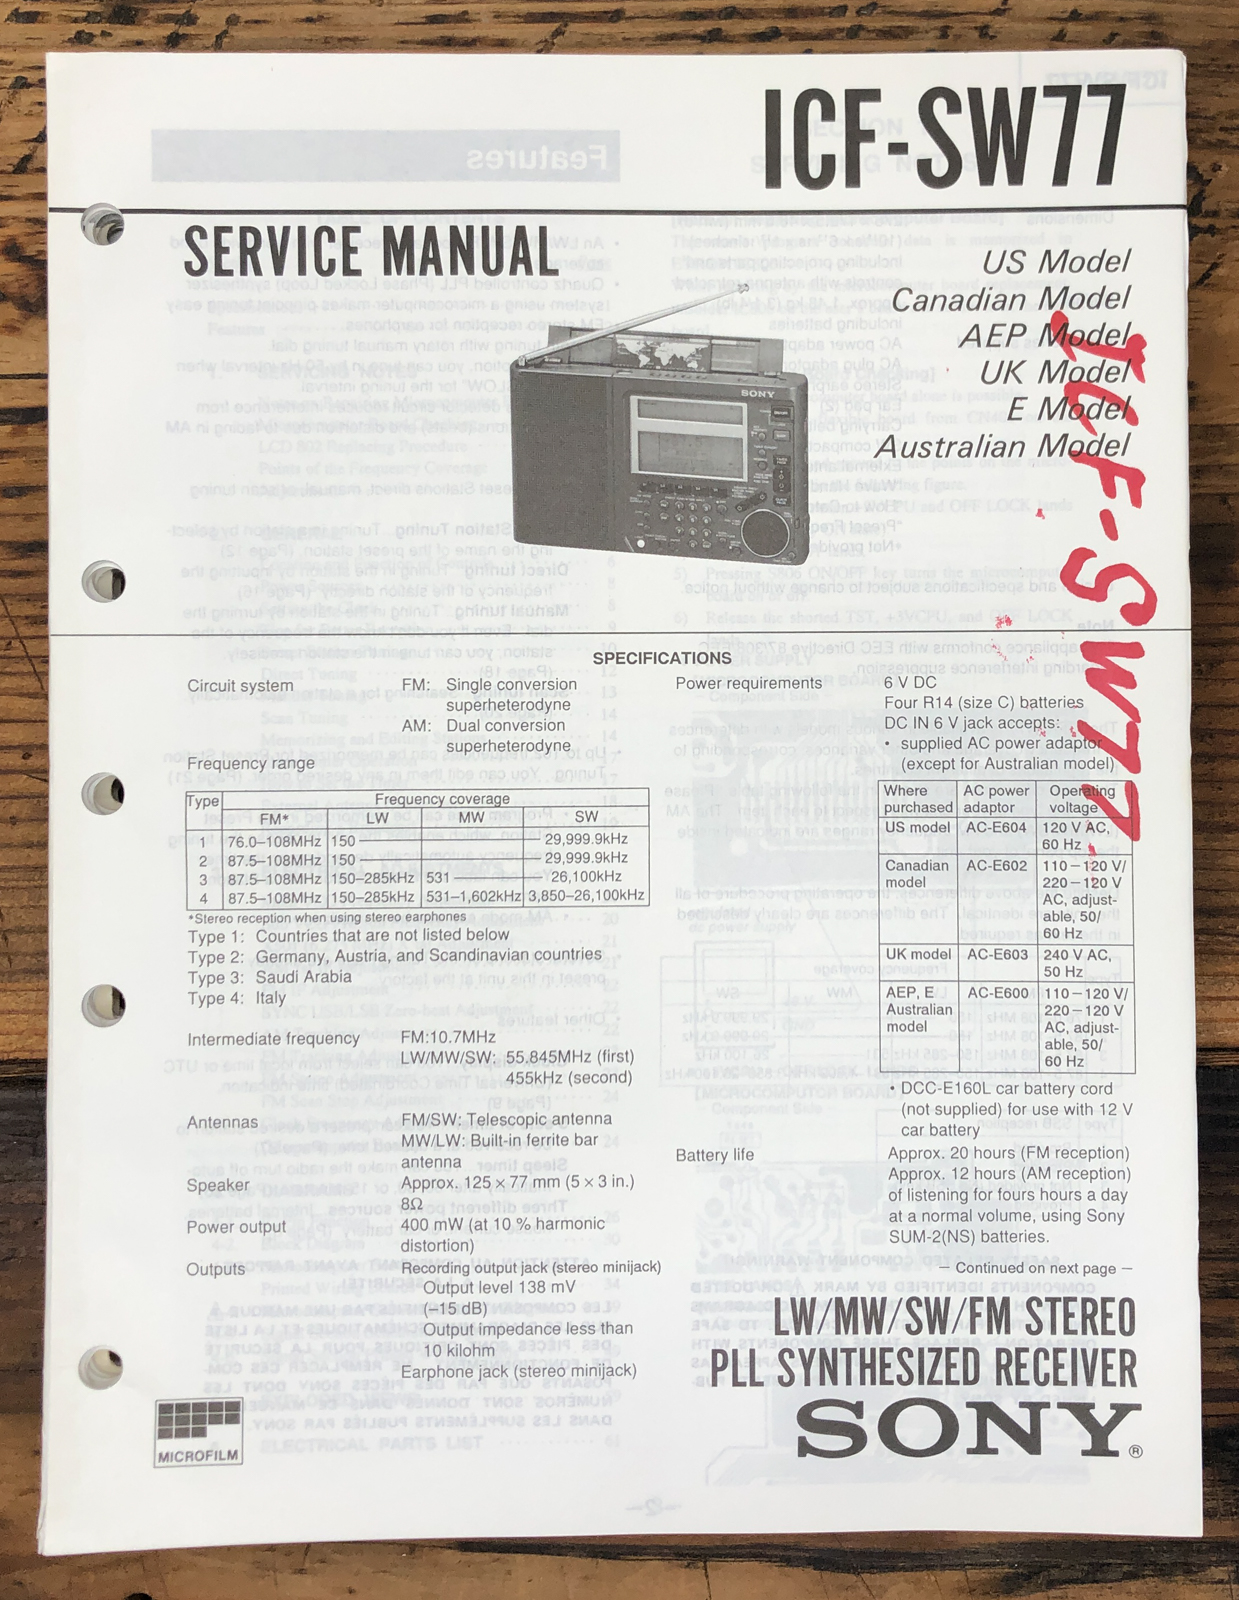 ICF-SW77
SERVICE MANUAL
US Model
Canadian Model
AEP Model
UK Model
E Model
Australian Model
ICF-SW77
SONY
SPECIFICATIONS
Circuit system
FM: Single conversion
superheterodyne
AM: Dual conversion
superheterodyne
Frequency range
Type Frequency coverage
FM* LW MW SW
1 76.0–108MHz 150 — 29,999.9kHz
2 87.5–108MHz 150 — 29,999.9kHz
3 87.5–108MHz 150–285kHz 531 — 26,100kHz
4 87.5–108MHz 150–285kHz 531–1,602kHz 3,850–26,100kHz
*Stereo reception when using stereo earphones
Type 1: Countries that are not listed below
Type 2: Germany, Austria, and Scandinavian countries
Type 3: Saudi Arabia
Type 4: Italy
Intermediate frequency FM:10.7MHz
LW/MW/SW: 55.845MHz (first)
455kHz (second)
Antennas FM/SW: Telescopic antenna
MW/LW: Built-in ferrite bar
antenna
Speaker Approx. 125 × 77 mm (5 × 3 in.)
8Ω
Power output 400 mW (at 10 % harmonic
distortion)
Outputs Recording output jack (stereo minijack)
Output level 138 mV
(–15 dB)
Output impedance less than
10 kilohm
Earphone jack (stereo minijack)
MICROFILM
Power requirements 6 V DC
Four R14 (size C) batteries
DC IN 6 V jack accepts:
• supplied AC power adaptor
(except for Australian model)
Where purchased AC power adaptor Operating voltage
US model AC-E604 120 V AC,
60 Hz
Canadian model AC-E602 110–120 V/
220–120 V
AC, adjust-
able, 50/
60 Hz
UK model AC-E603 240 V AC,
50 Hz
AEP, E Australian model AC-E600 110–120 V/
220–120 V
AC, adjust-
able, 50/
60 Hz
• DCC-E160L car battery cord
(not supplied) for use with 12 V
car battery
Battery life Approx. 20 hours (FM reception)
Approx. 12 hours (AM reception)
of listening for fours hours a day
at a normal volume, using Sony
SUM-2(NS) batteries.
— Continued on next page —
LW/MW/SW/FM STEREO
PLL SYNTHESIZED RECEIVER
SONY®